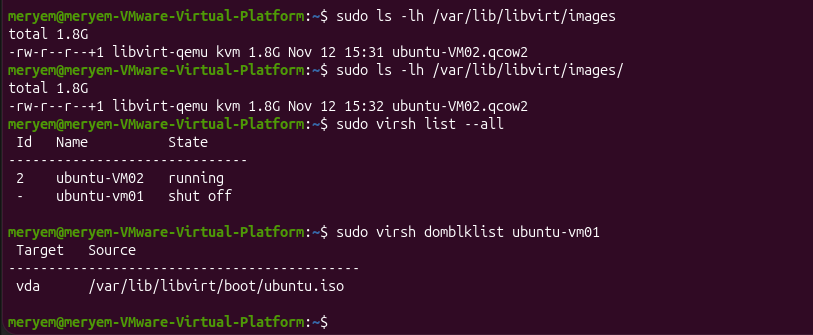 meryem@meryem-VMware-Virtual-Platform:~$ sudo ls -lh /var/lib/libvirt/images
total 1.8G
-rw-r--r--+1 libvirt-qemu kvm 1.8G Nov 12 15:31 ubuntu-VM02.qcow2
meryem@meryem-VMware-Virtual-Platform:~$ sudo ls -lh /var/lib/libvirt/images/
total 1.8G
-rw-r--r--+1 libvirt-qemu kvm 1.8G Nov 12 15:32 ubuntu-VM02.qcow2
meryem@meryem-VMware-Virtual-Platform:~$ sudo virsh list --all
 Id   Name          State
------------------------------
 2    ubuntu-VM02   running
 -    ubuntu-vm01   shut off

meryem@meryem-VMware-Virtual-Platform:~$ sudo virsh domblklist ubuntu-vm01
 Target   Source
--------------------------------------------
 vda      /var/lib/libvirt/boot/ubuntu.iso

meryem@meryem-VMware-Virtual-Platform:~$